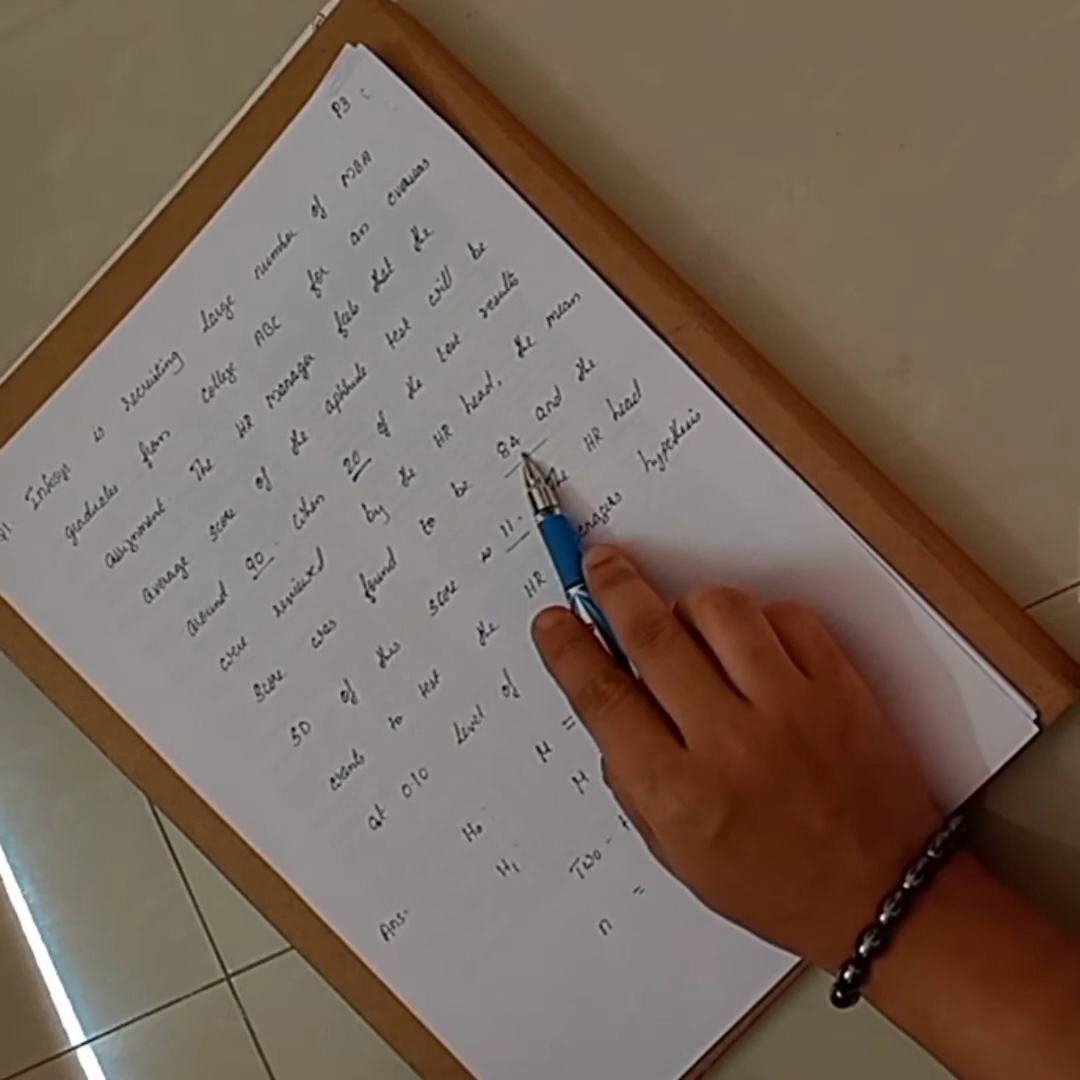 P3
Q1. Infosys is recruiting large number of MBA
graduates from college ABC for an overseas
assignment. The HR manager feels that the
average score of the aptitude test will be
around 90. When 20 of the test results
were reviewed by the HR head, the mean
score was found to be 84 and the
SD of this score is 11. the HR head
wants to test the HR managers hypothesis
at 0.10 level of
Ans. H₀ μ =
H₁ μ
Two -
n =